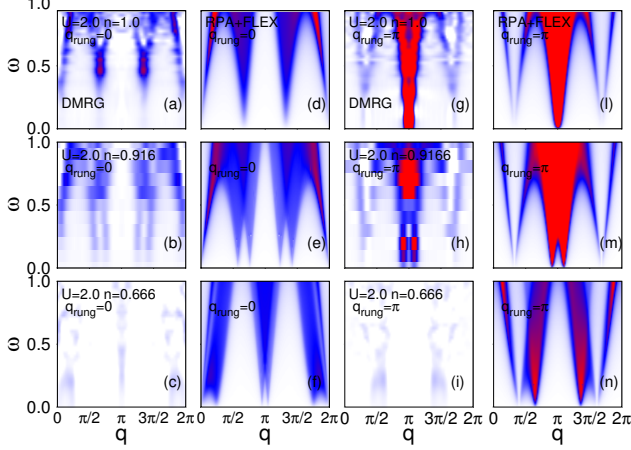 U=2.0 n=1.0
q_rung=0
DMRG
(a)
RPA+FLEX
q_rung=0
(d)
U=2.0 n=1.0
q_rung=π
DMRG
(g)
RPA+FLEX
q_rung=π
(l)
ω
0.5
0.0
U=2.0 n=0.916
q_rung=0
(b)
q_rung=0
(e)
U=2.0 n=0.9166
q_rung=π
(h)
q_rung=π
(m)
ω
1.0
0.5
0.0
U=2.0 n=0.666
q_rung=0
(c)
q_rung=0
(f)
U=2.0 n=0.666
q_rung=π
(i)
q_rung=π
(n)
ω
1.0
0.5
0.0
0 π/2 π 3π/2 2π
0 π/2 π 3π/2 2π
0 π/2 π 3π/2 2π
0 π/2 π 3π/2 2π
q q q q